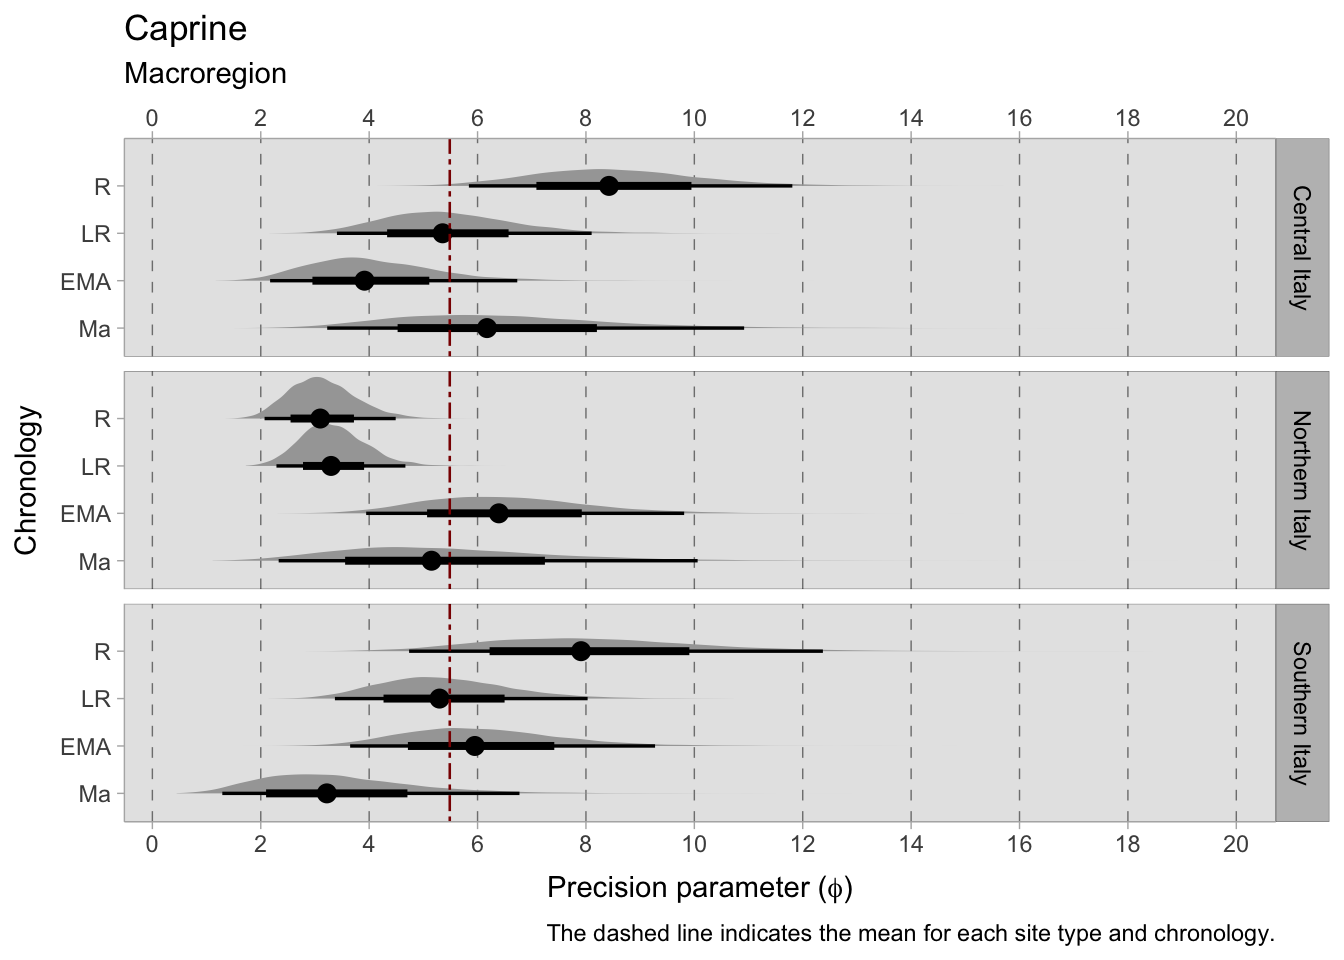 Caprine
Macroregion
0 2 4 6 8 10 12 14 16 18 20
R
LR
EMA
Ma
Central Italy
R
LR
EMA
Ma
Northern Italy
R
LR
EMA
Ma
Southern Italy
Chronology
0 2 4 6 8 10 12 14 16 18 20
Precision parameter (ϕ)
The dashed line indicates the mean for each site type and chronology.